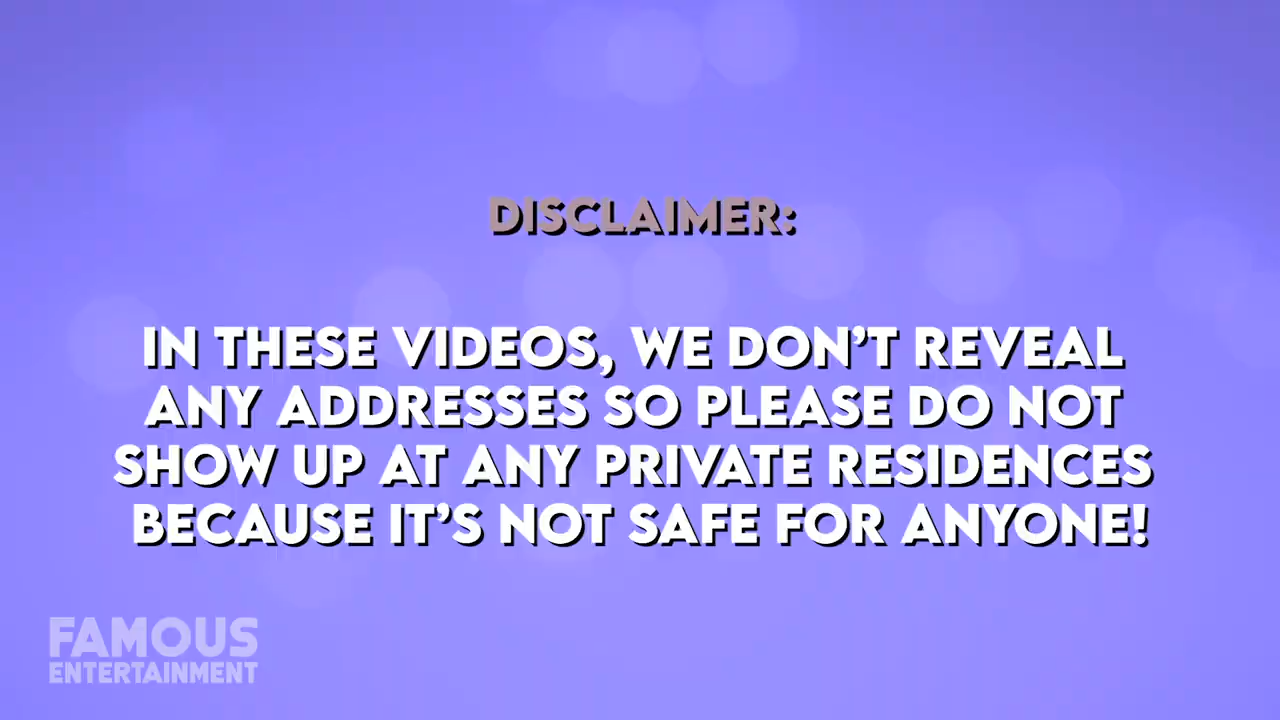 DISCLAIMER:
IN THESE VIDEOS, WE DON’T REVEAL
ANY ADDRESSES SO PLEASE DO NOT
SHOW UP AT ANY PRIVATE RESIDENCES
BECAUSE IT’S NOT SAFE FOR ANYONE!
FAMOUS
ENTERTAINMENT